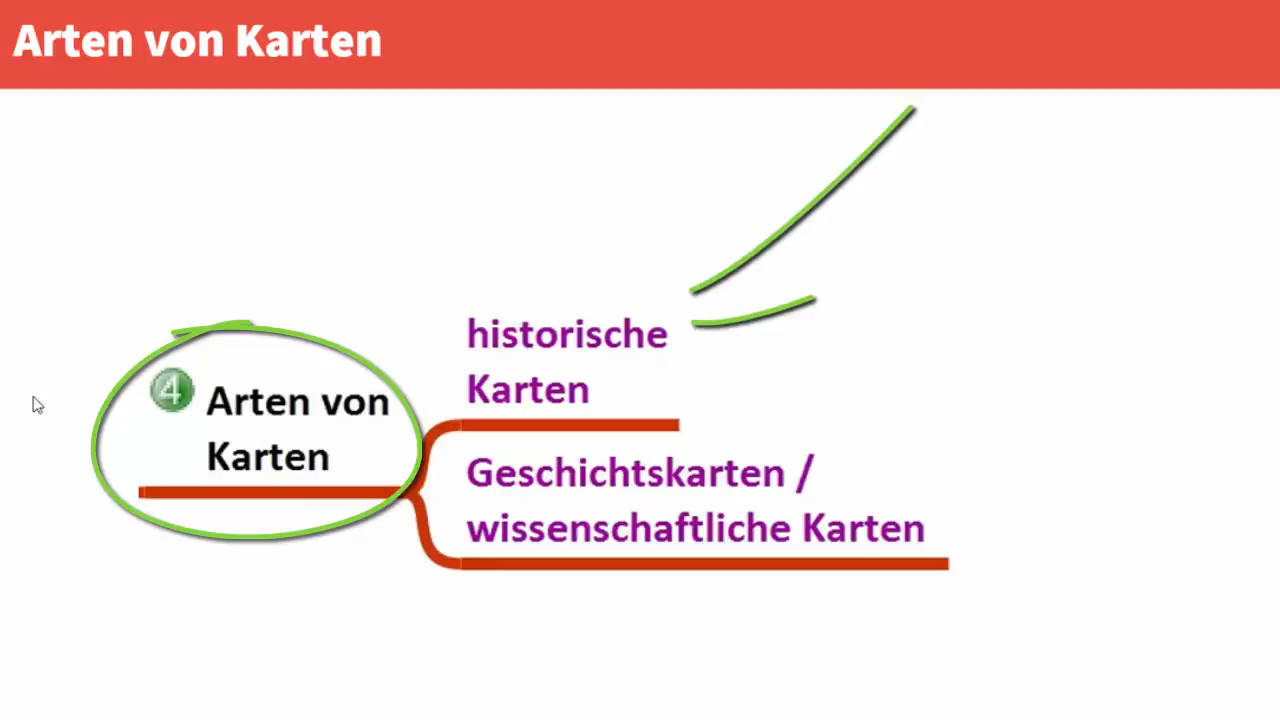 Arten von Karten
historische
Karten
4 Arten von
Karten
Geschichtskarten /
wissenschaftliche Karten